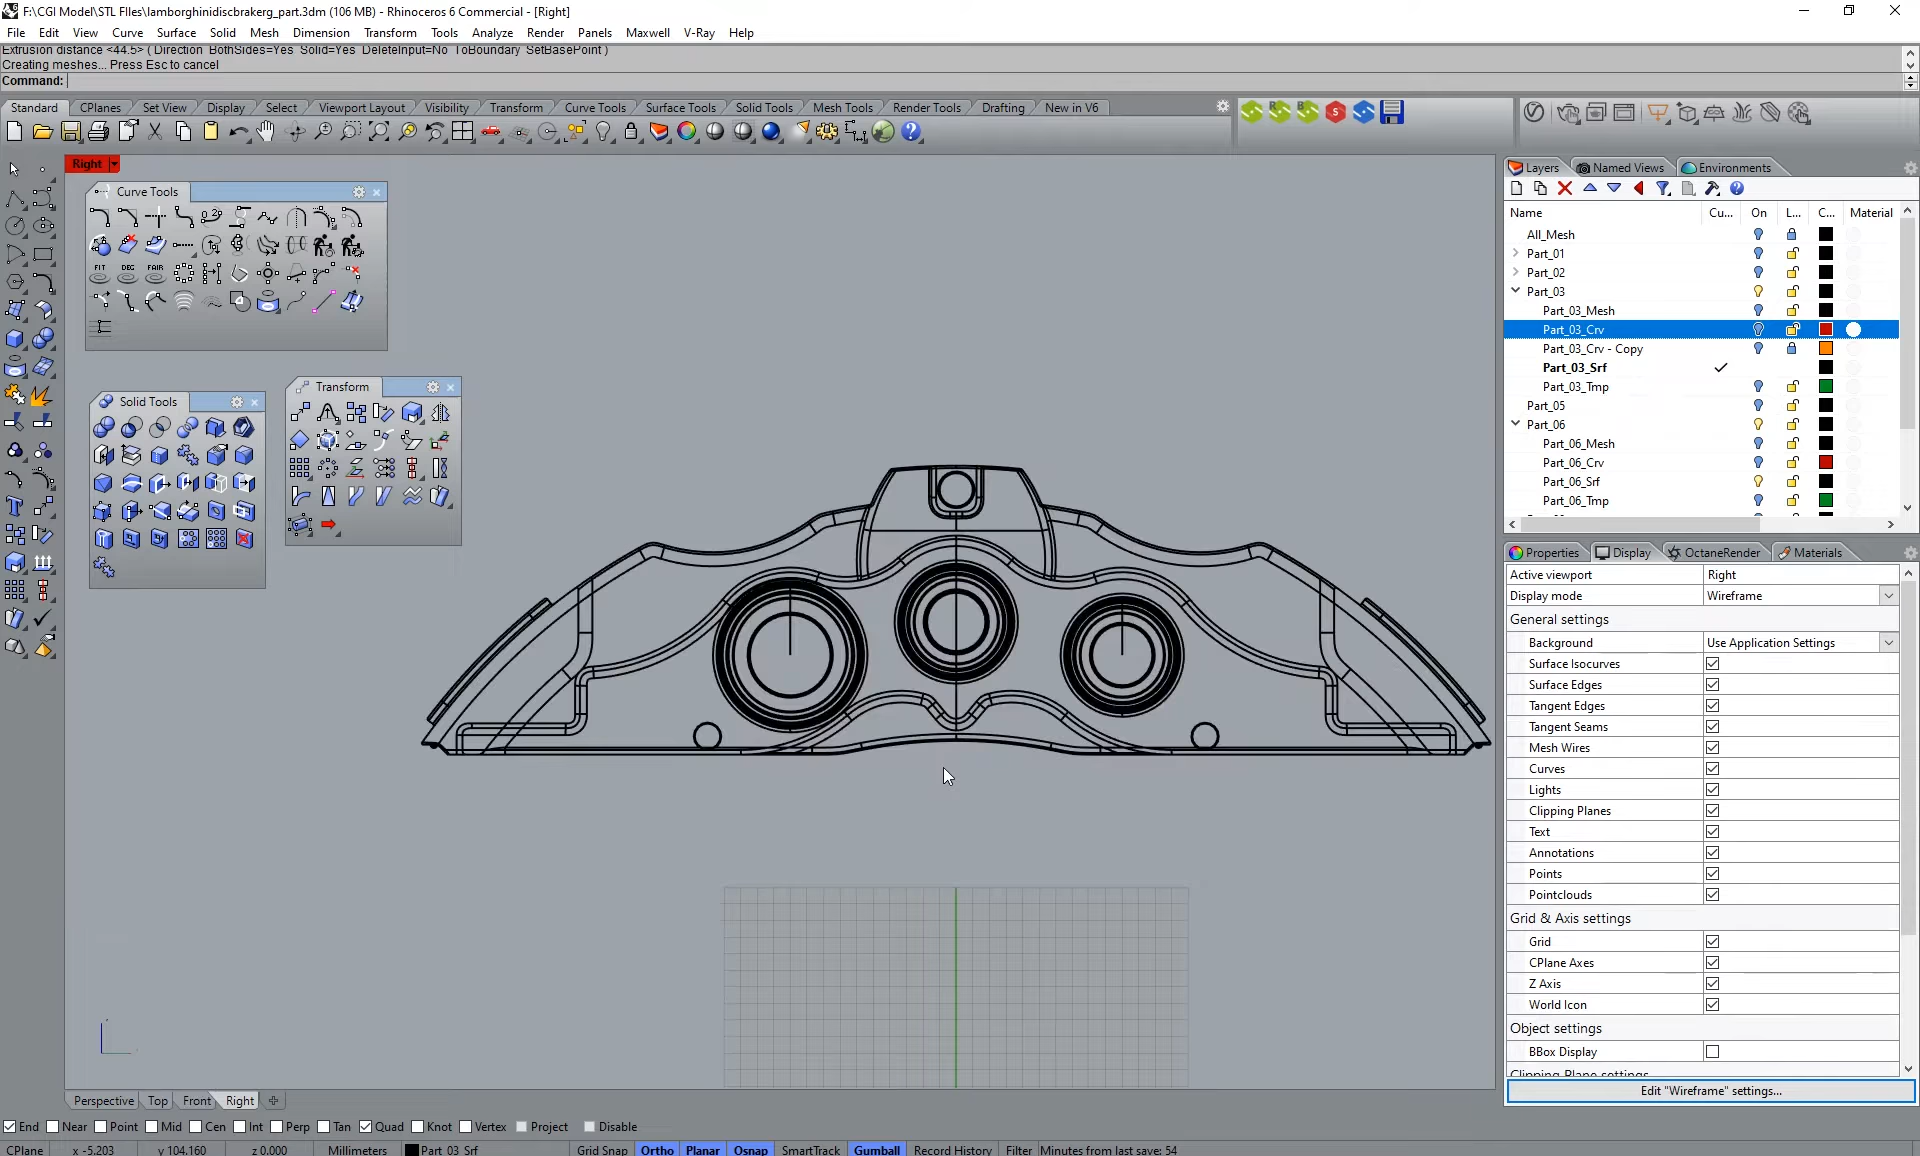 F:\CGI Model\STL FIles\lamborghinidiscbrakerg_part.3dm (106 MB) - Rhinoceros 6 Commercial - [Right]
File Edit View Curve Surface Solid Mesh Dimension Transform Tools Analyze Render Panels Maxwell V-Ray Help
Extrusion distance <44.5> ( Direction BothSides=Yes Solid=Yes DeleteInput=No ToBoundary SetBasePoint )
Creating meshes... Press Esc to cancel
Command:
Standard CPlanes Set View Display Select Viewport Layout Visibility Transform Curve Tools Surface Tools Solid Tools Mesh Tools Render Tools Drafting New in V6
Right
Curve Tools
FIT DEG FAIR
Solid Tools
Transform
Layers Named Views Environments
Name Cu... On L... C... Material
All_Mesh
Part_01
Part_02
Part_03
Part_03_Mesh
Part_03_Crv
Part_03_Crv - Copy
Part_03_Srf
Part_03_Tmp
Part_05
Part_06
Part_06_Mesh
Part_06_Crv
Part_06_Srf
Part_06_Tmp
Properties Display OctaneRender Materials
Active viewport Right
Display mode Wireframe
General settings
Background Use Application Settings
Surface Isocurves
Surface Edges
Tangent Edges
Tangent Seams
Mesh Wires
Curves
Lights
Clipping Planes
Text
Annotations
Points
Pointclouds
Grid & Axis settings
Grid
CPlane Axes
Z Axis
World Icon
Object settings
BBox Display
Clipping Plane settings
Edit "Wireframe" settings...
Perspective Top Front Right
End Near Point Mid Cen Int Perp Tan Quad Knot Vertex Project Disable
CPlane x -5.203 y 104.160 z 0.000 Millimeters Part_03_Srf Grid Snap Ortho Planar Osnap SmartTrack Gumball Record History Filter Minutes from last save: 54